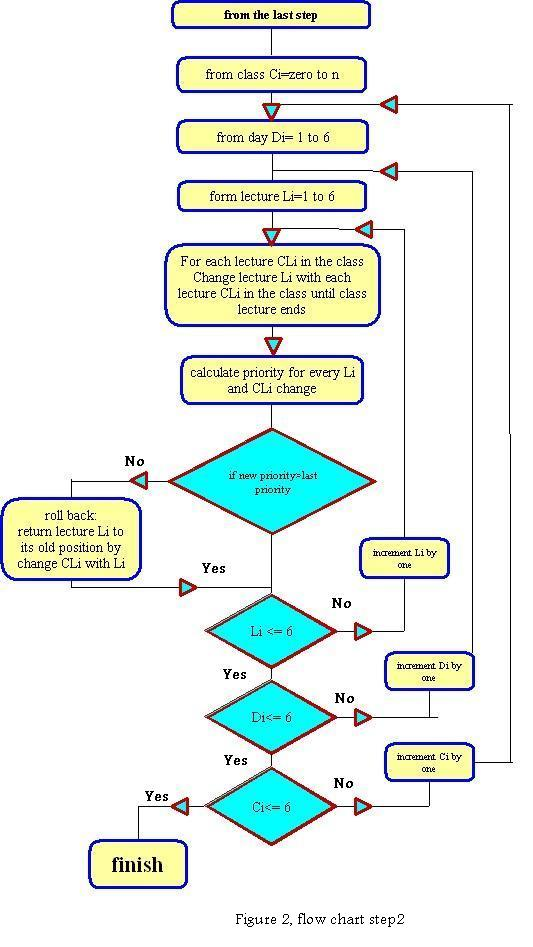 from the last step
from class Ci=zero to n
from day Di= 1 to 6
form lecture Li=1 to 6
For each lecture CLi in the class
Change lecture Li with each
lecture CLi in the class until class
lecture ends
calculate priority for every Li
and CLi change
if new priority>last
priority
No
roll back:
return lecture Li to
its old position by
change CLi with Li
Yes
increment Li by
one
Li <= 6
No
Yes
increment Di by
one
Di<= 6
No
Yes
increment Ci by
one
Ci<= 6
No
Yes
finish
Figure 2, flow chart step2